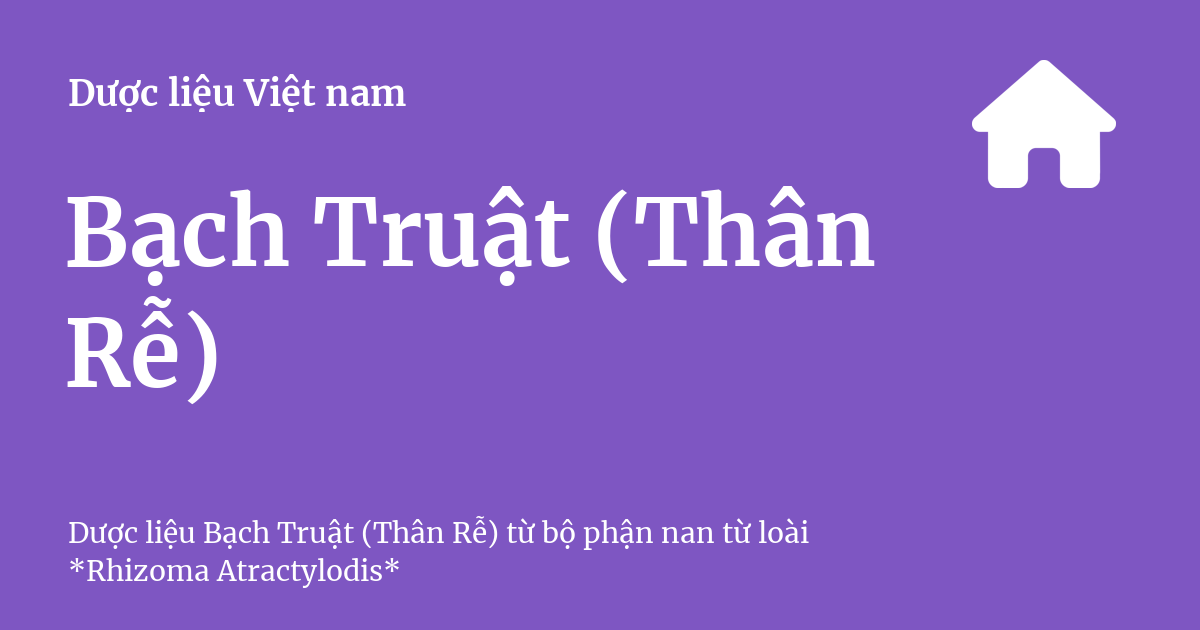 Dược liệu Việt nam
Bạch Truật (Thân
Rễ)
Dược liệu Bạch Truật (Thân Rễ) từ bộ phận nan từ loài
*Rhizoma Atractylodis*